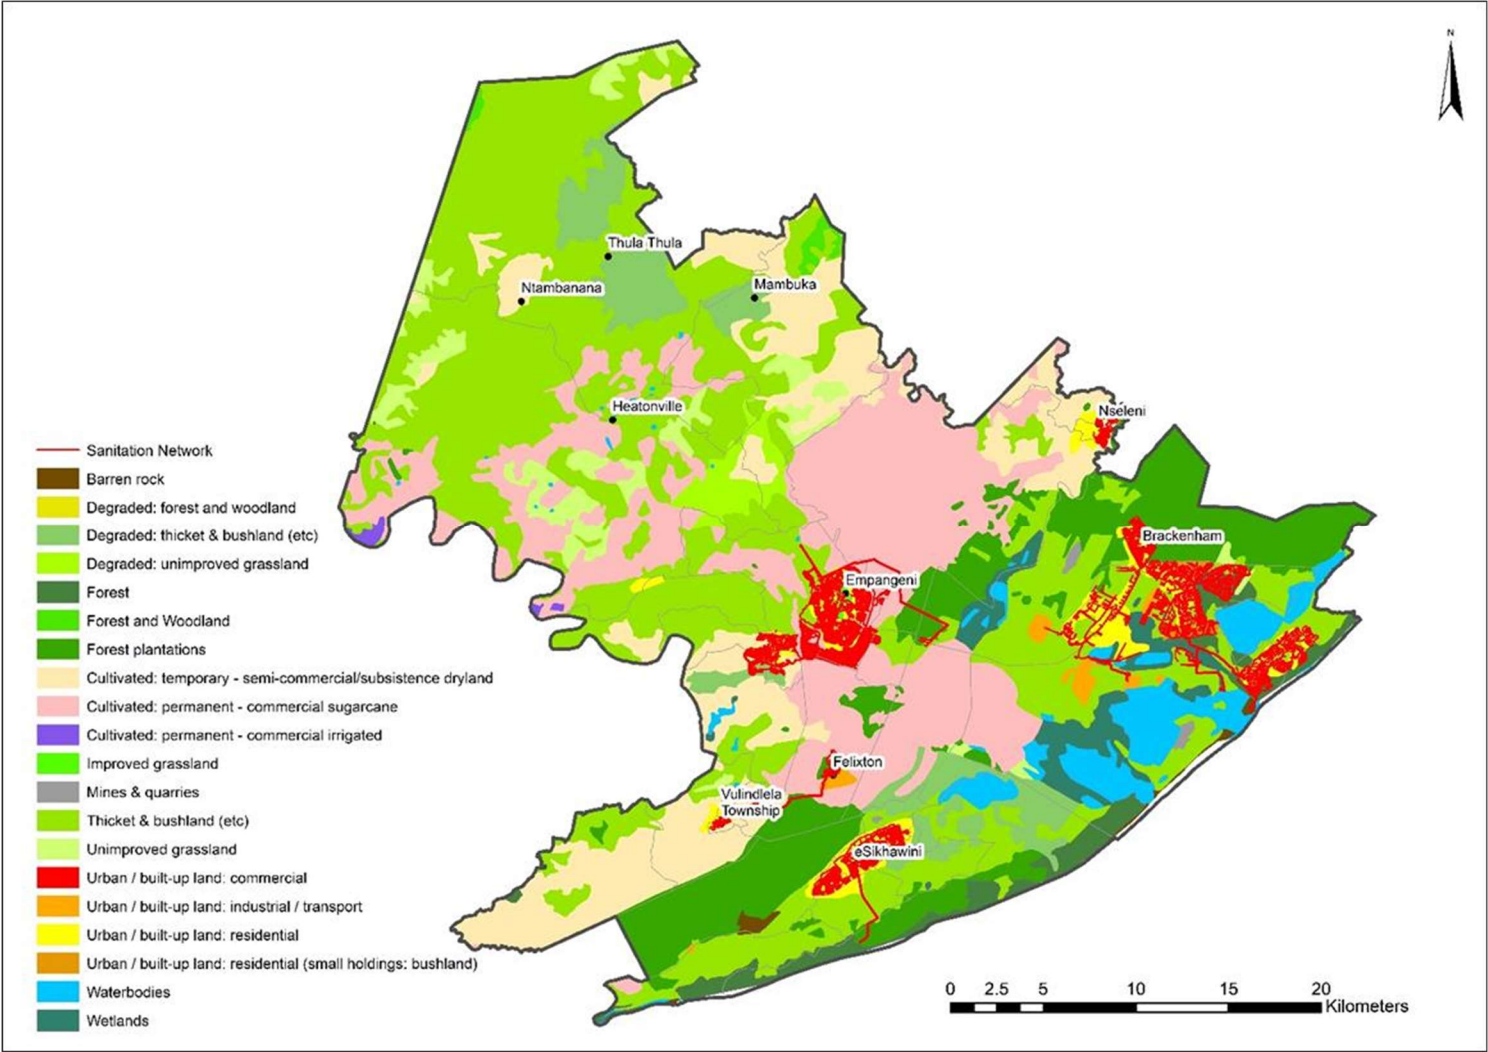 N
Thula Thula
Ntambanana
Mambuka
Heatonville
Nseleni
Brackenham
Empangeni
Felixton
Vulindlela
Township
eSikhawini
Sanitation Network
Barren rock
Degraded: forest and woodland
Degraded: thicket & bushland (etc)
Degraded: unimproved grassland
Forest
Forest and Woodland
Forest plantations
Cultivated: temporary - semi-commercial/subsistence dryland
Cultivated: permanent - commercial sugarcane
Cultivated: permanent - commercial irrigated
Improved grassland
Mines & quarries
Thicket & bushland (etc)
Unimproved grassland
Urban / built-up land: commercial
Urban / built-up land: industrial / transport
Urban / built-up land: residential
Urban / built-up land: residential (small holdings: bushland)
Waterbodies
Wetlands
0 2.5 5 10 15 20
Kilometers